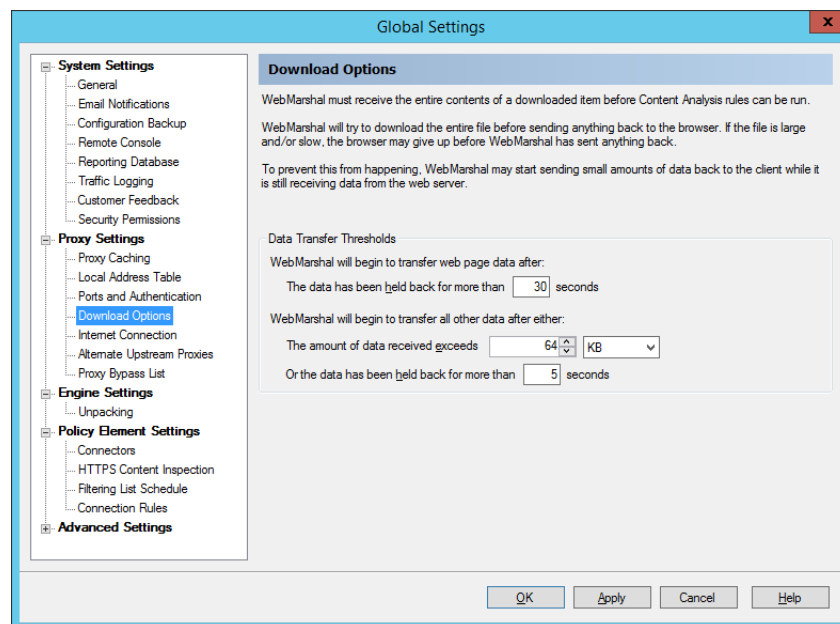 Global Settings
x
System Settings
General
Email Notifications
Configuration Backup
Remote Console
Reporting Database
Traffic Logging
Customer Feedback
Security Permissions
Proxy Settings
Proxy Caching
Local Address Table
Ports and Authentication
Download Options
Internet Connection
Alternate Upstream Proxies
Proxy Bypass List
Engine Settings
Unpacking
Policy Element Settings
Connectors
HTTPS Content Inspection
Filtering List Schedule
Connection Rules
Advanced Settings
Download Options
WebMarshal must receive the entire contents of a downloaded item before Content Analysis rules can be run.
WebMarshal will try to download the entire file before sending anything back to the browser. If the file is large
and/or slow, the browser may give up before WebMarshal has sent anything back.
To prevent this from happening, WebMarshal may start sending small amounts of data back to the client while it
is still receiving data from the web server.
Data Transfer Thresholds
WebMarshal will begin to transfer web page data after:
The data has been held back for more than 30 seconds
WebMarshal will begin to transfer all other data after either:
The amount of data received exceeds 64 KB
Or the data has been held back for more than 5 seconds
OK Apply Cancel Help